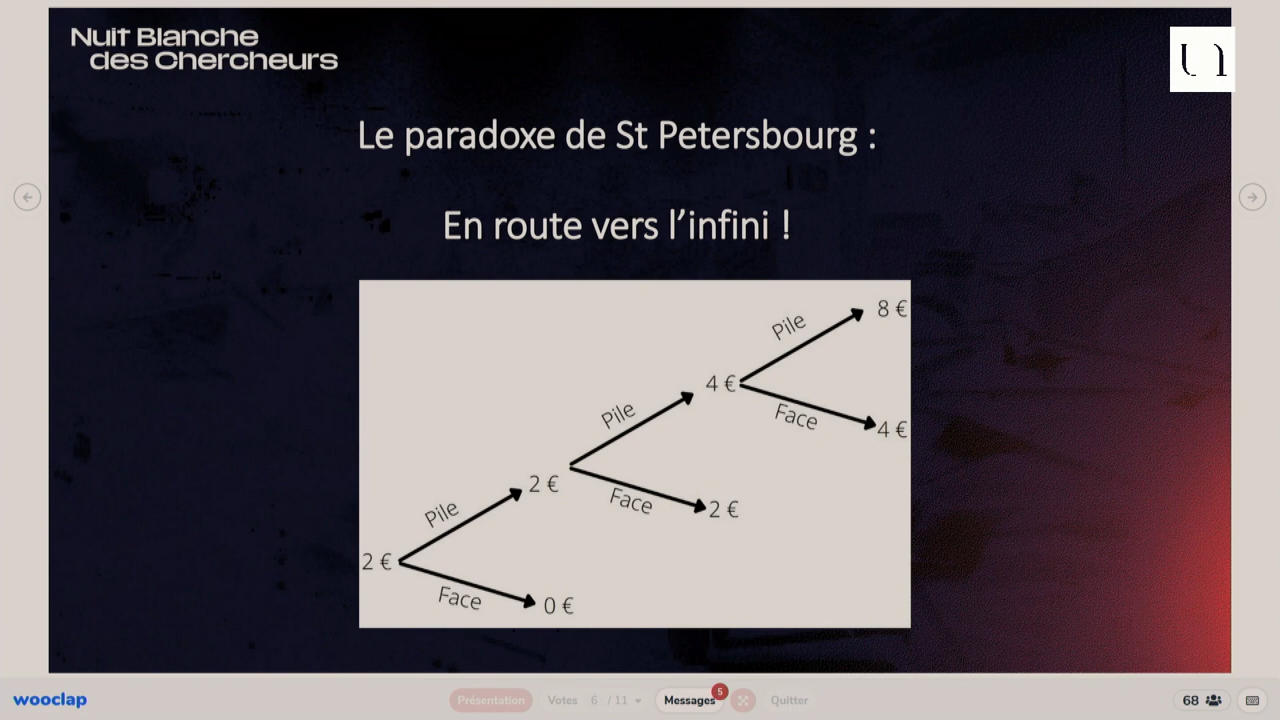 Nuit Blanche
des Chercheurs
Le paradoxe de St Petersbourg :
En route vers l’infini !
Pile
8 €
4 €
Face
4 €
Pile
Face
2 €
Pile
2 €
2 €
Face
0 €
wooclap
Présentation
Votes
6 / 11
Messages
5
Quitter
68